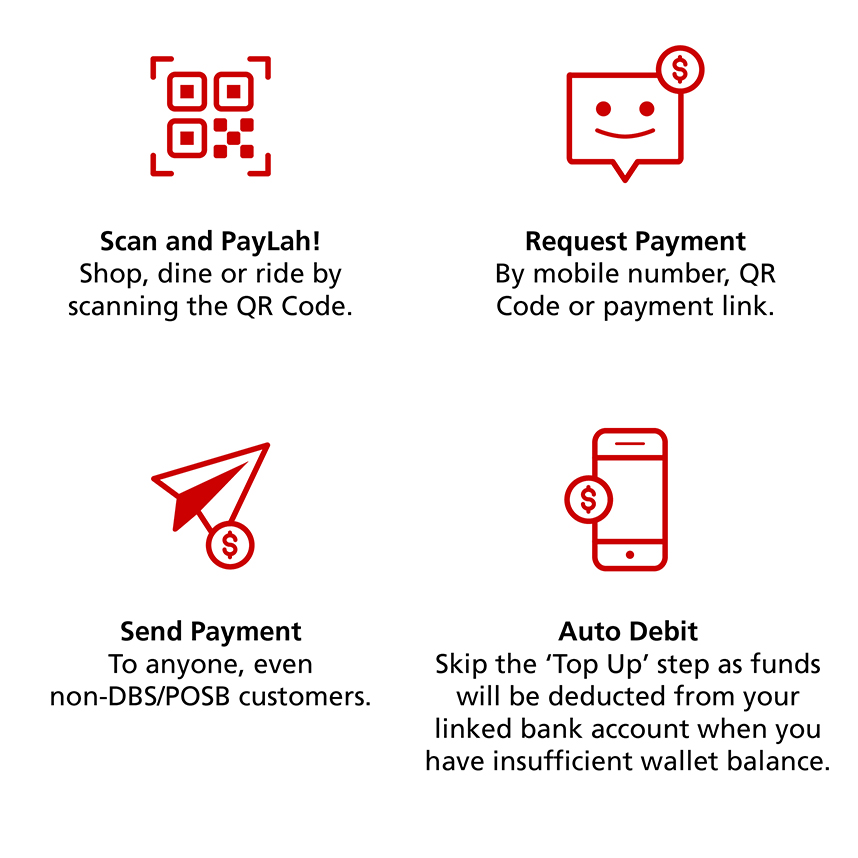 Scan and PayLah!
Shop, dine or ride by
scanning the QR Code.
$
Request Payment
By mobile number, QR
Code or payment link.
$
Send Payment
To anyone, even
non-DBS/POSB customers.
$
Auto Debit
Skip the ‘Top Up’ step as funds
will be deducted from your
linked bank account when you
have insufficient wallet balance.